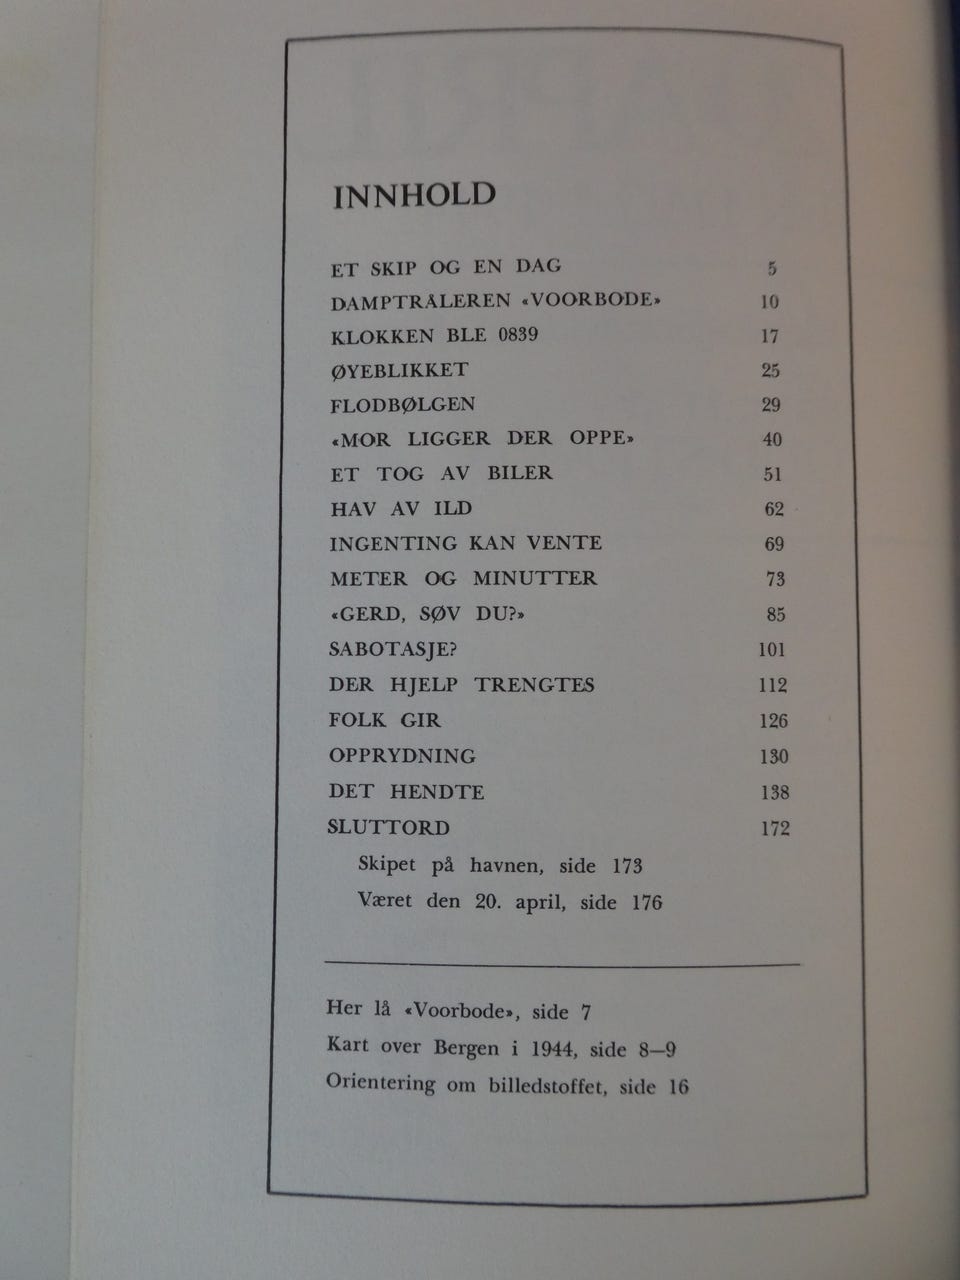 INNHOLD
ET SKIP OG EN DAG 5
DAMPTRÅLEREN «VOORBODE» 10
KLOKKEN BLE 0839 17
ØYEBLIKKET 25
FLODBØLGEN 29
«MOR LIGGER DER OPPE» 40
ET TOG AV BILER 51
HAV AV ILD 62
INGENTING KAN VENTE 69
METER OG MINUTTER 73
«GERD, SØV DU?» 85
SABOTASJE? 101
DER HJELP TRENGTES 112
FOLK GIR 126
OPPRYDNING 130
DET HENDTE 138
SLUTTORD 172
Skipet på havnen, side 173
Været den 20. april, side 176
Her lå «Voorbode», side 7
Kart over Bergen i 1944, side 8–9
Orientering om billedstoffet, side 16